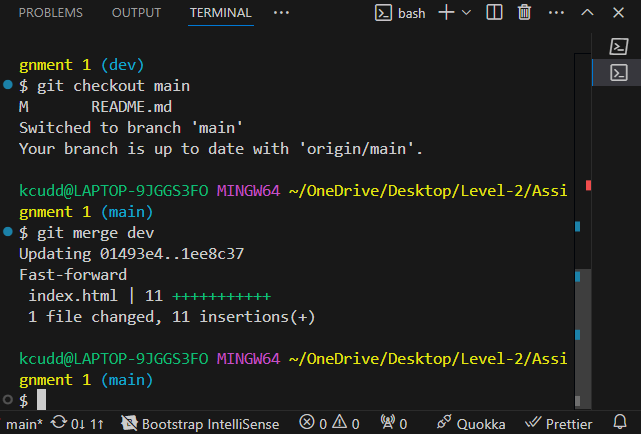 PROBLEMS OUTPUT TERMINAL ··· bash
gnment 1 (dev)
$ git checkout main
M       README.md
Switched to branch 'main'
Your branch is up to date with 'origin/main'.
kcudd@LAPTOP-9JGGS3FO MINGW64 ~/OneDrive/Desktop/Level-2/Assi
gnment 1 (main)
$ git merge dev
Updating 01493e4..1ee8c37
Fast-forward
 index.html | 11 +++++++++++
 1 file changed, 11 insertions(+)
kcudd@LAPTOP-9JGGS3FO MINGW64 ~/OneDrive/Desktop/Level-2/Assi
gnment 1 (main)
$
main* 0↓ 1↑ Bootstrap IntelliSense 0 0 0 Quokka Prettier